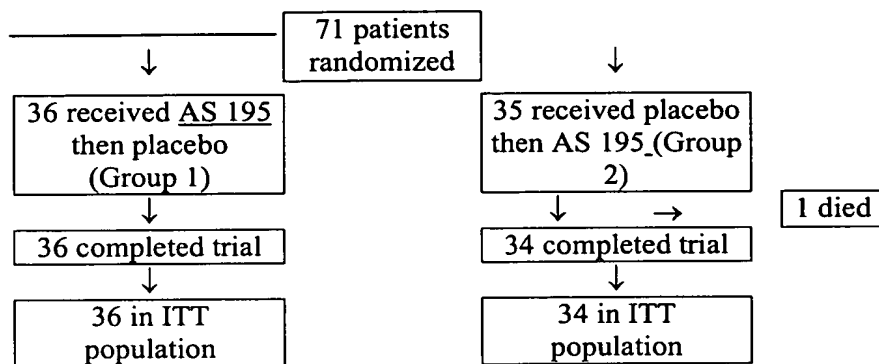 71 patients
randomized
36 received AS 195
then placebo
(Group 1)
35 received placebo
then AS 195 (Group
2)
1 died
36 completed trial
34 completed trial
36 in ITT
population
34 in ITT
population